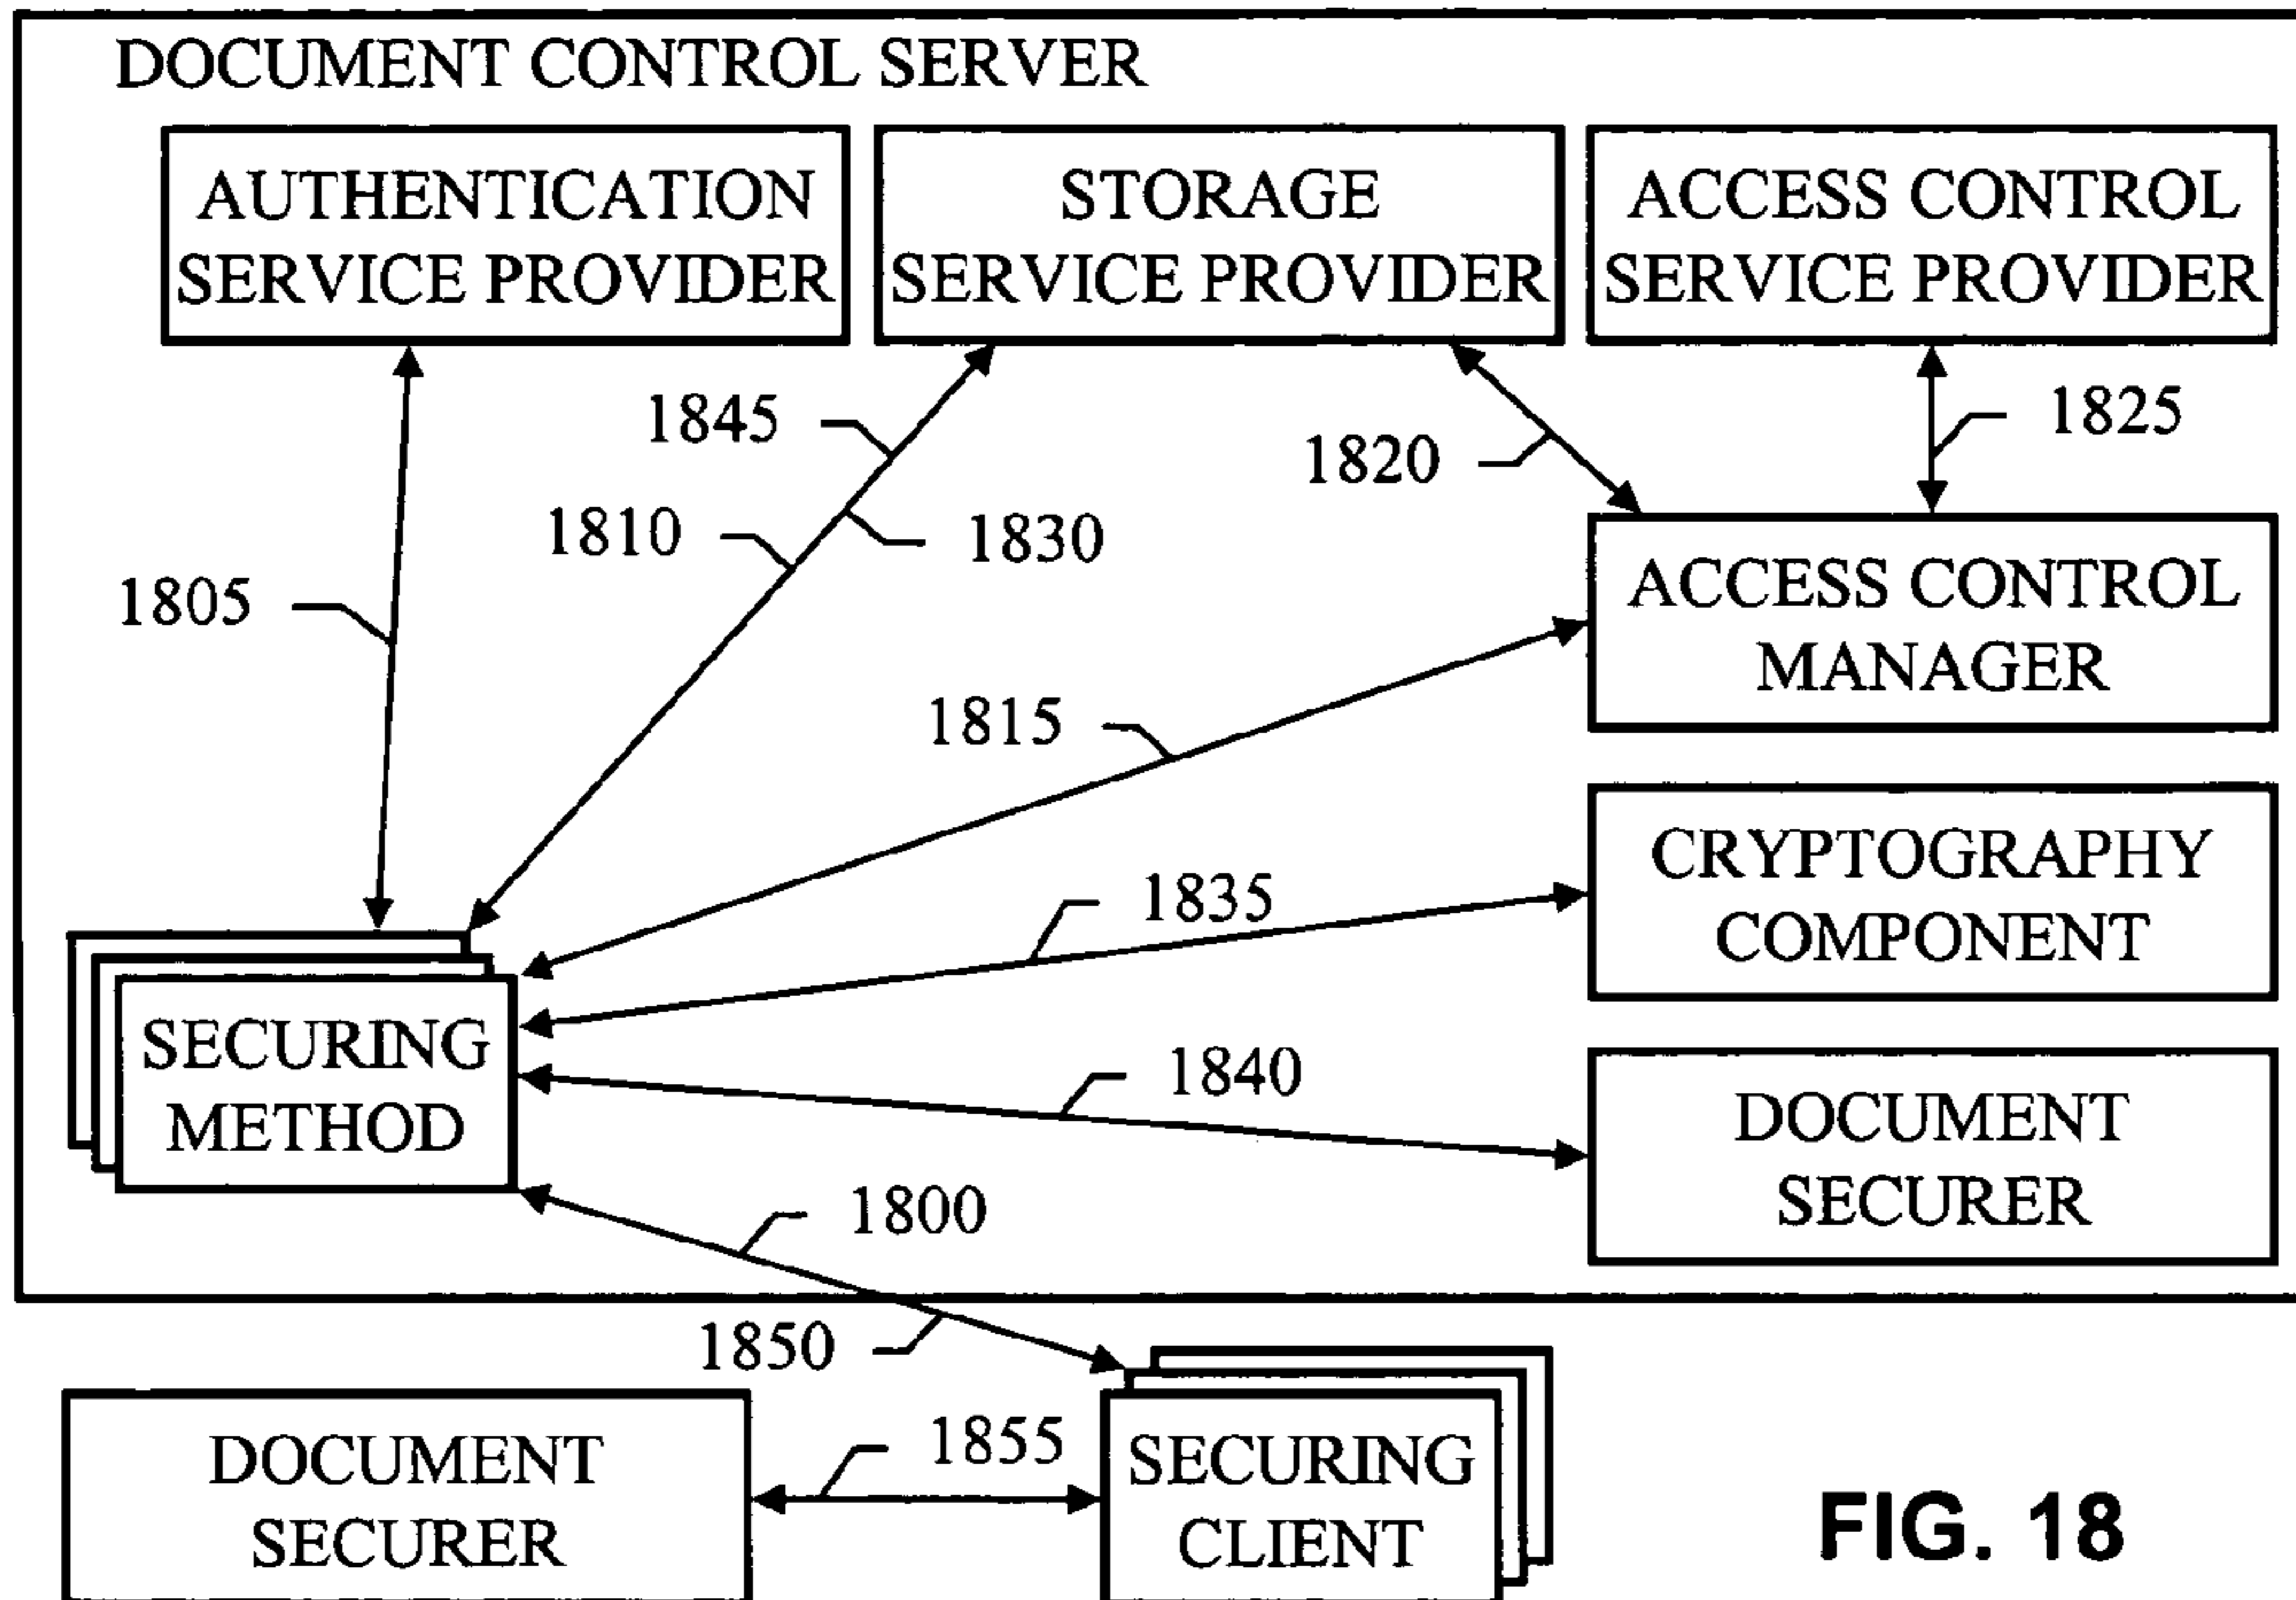 DOCUMENT CONTROL SERVER
AUTHENTICATION
SERVICE PROVIDER
STORAGE
SERVICE PROVIDER
ACCESS CONTROL
SERVICE PROVIDER
1845
1820
1825
1810
1830
1805
ACCESS CONTROL
MANAGER
1815
CRYPTOGRAPHY
COMPONENT
1835
SECURING
METHOD
1840
DOCUMENT
SECURER
1800
1850
DOCUMENT
SECURER
1855
SECURING
CLIENT
FIG. 18